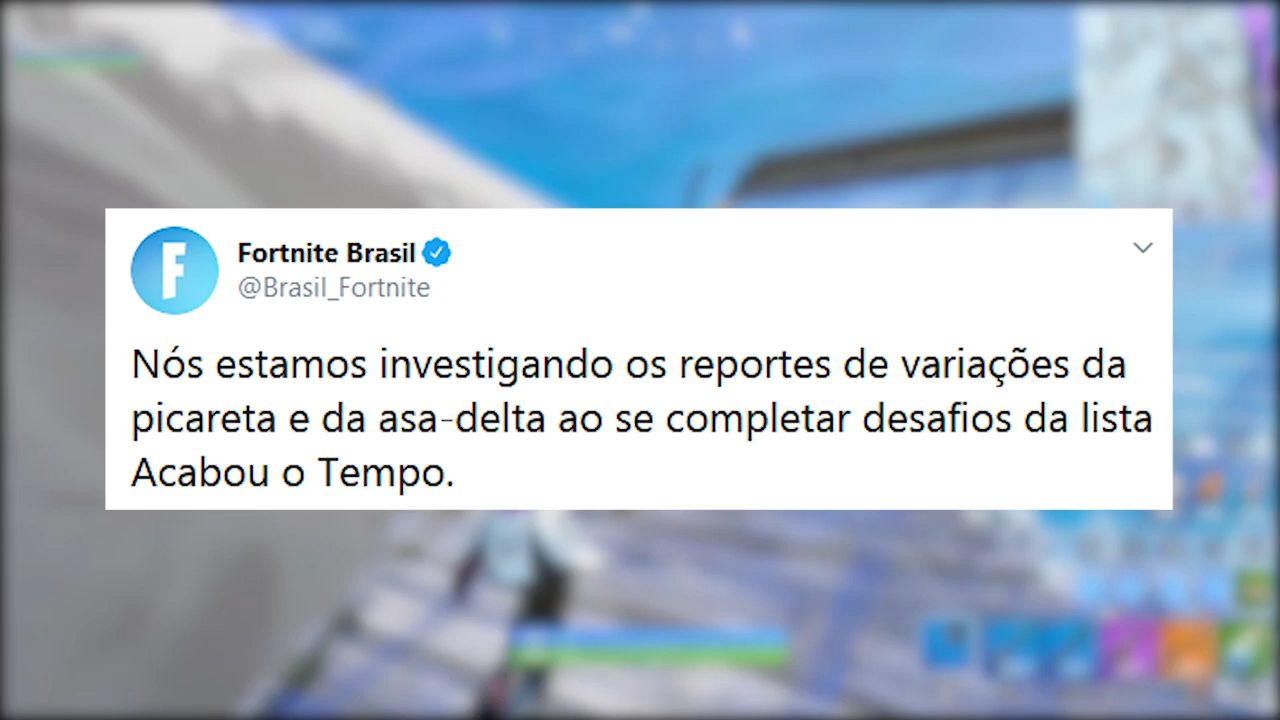 F
Fortnite Brasil
@Brasil_Fortnite
Nós estamos investigando os reportes de variações da
picareta e da asa-delta ao se completar desafios da lista
Acabou o Tempo.